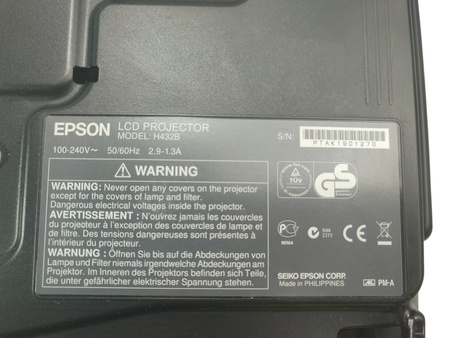 EPSON LCD PROJECTOR
MODEL: H432B
100-240V~ 50/60Hz 2.9-1.3A
S/N:
PTAK1901270
WARNING
WARNING: Never open any covers on the projector
except for the covers of lamp and filter.
Dangerous electrical voltages inside the projector.
AVERTISSEMENT : N'ouvrez jamais les couvercles
du projecteur à l'exception des couvercles de lampe et
de filtre. Des tensions dangereuses sont présentes à
l'intérieur du projecteur.
WARNUNG : Öffnen Sie bis auf die Abdeckungen von
Lampe und Filter niemals irgendwelche Abdeckungen am
Projektor. Im Inneren des Projektors befinden sich Teile,
die unter gefährlicher elektrischer Spannung stehen.
TÜV
GS
CE
SEIKO EPSON CORP.
Made in PHILIPPINES
PM-A